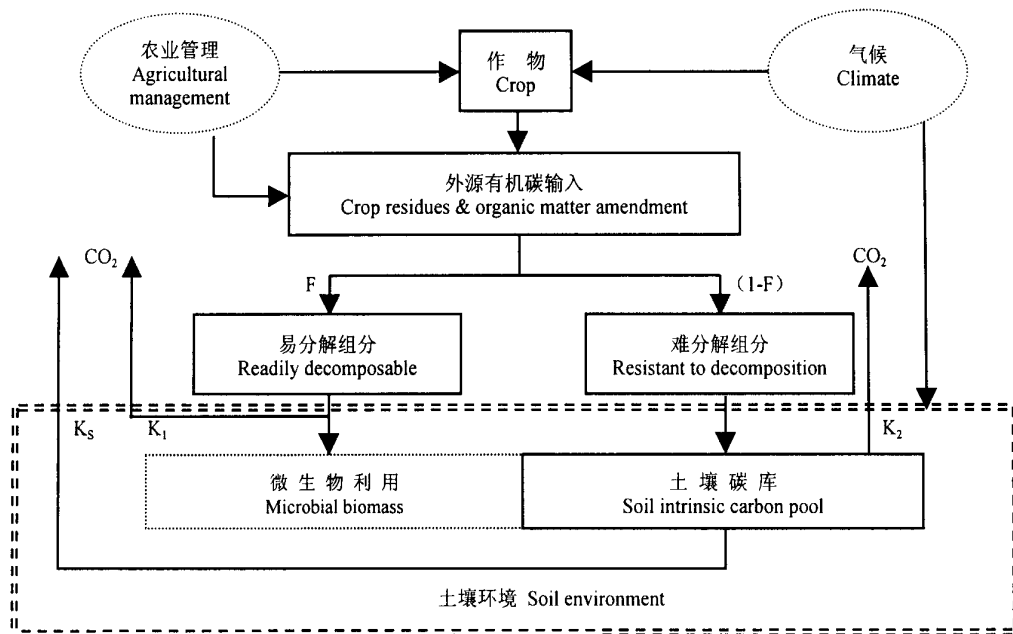 农业管理
Agricultural
management
作 物
Crop
气候
Climate
外源有机碳输入
Crop residues & organic matter amendment
CO₂
CO₂
F
(1-F)
易分解组分
Readily decomposable
难分解组分
Resistant to decomposition
K_S
K₁
K₂
微 生 物 利 用
Microbial biomass
土 壤 碳 库
Soil intrinsic carbon pool
土壤环境 Soil environment